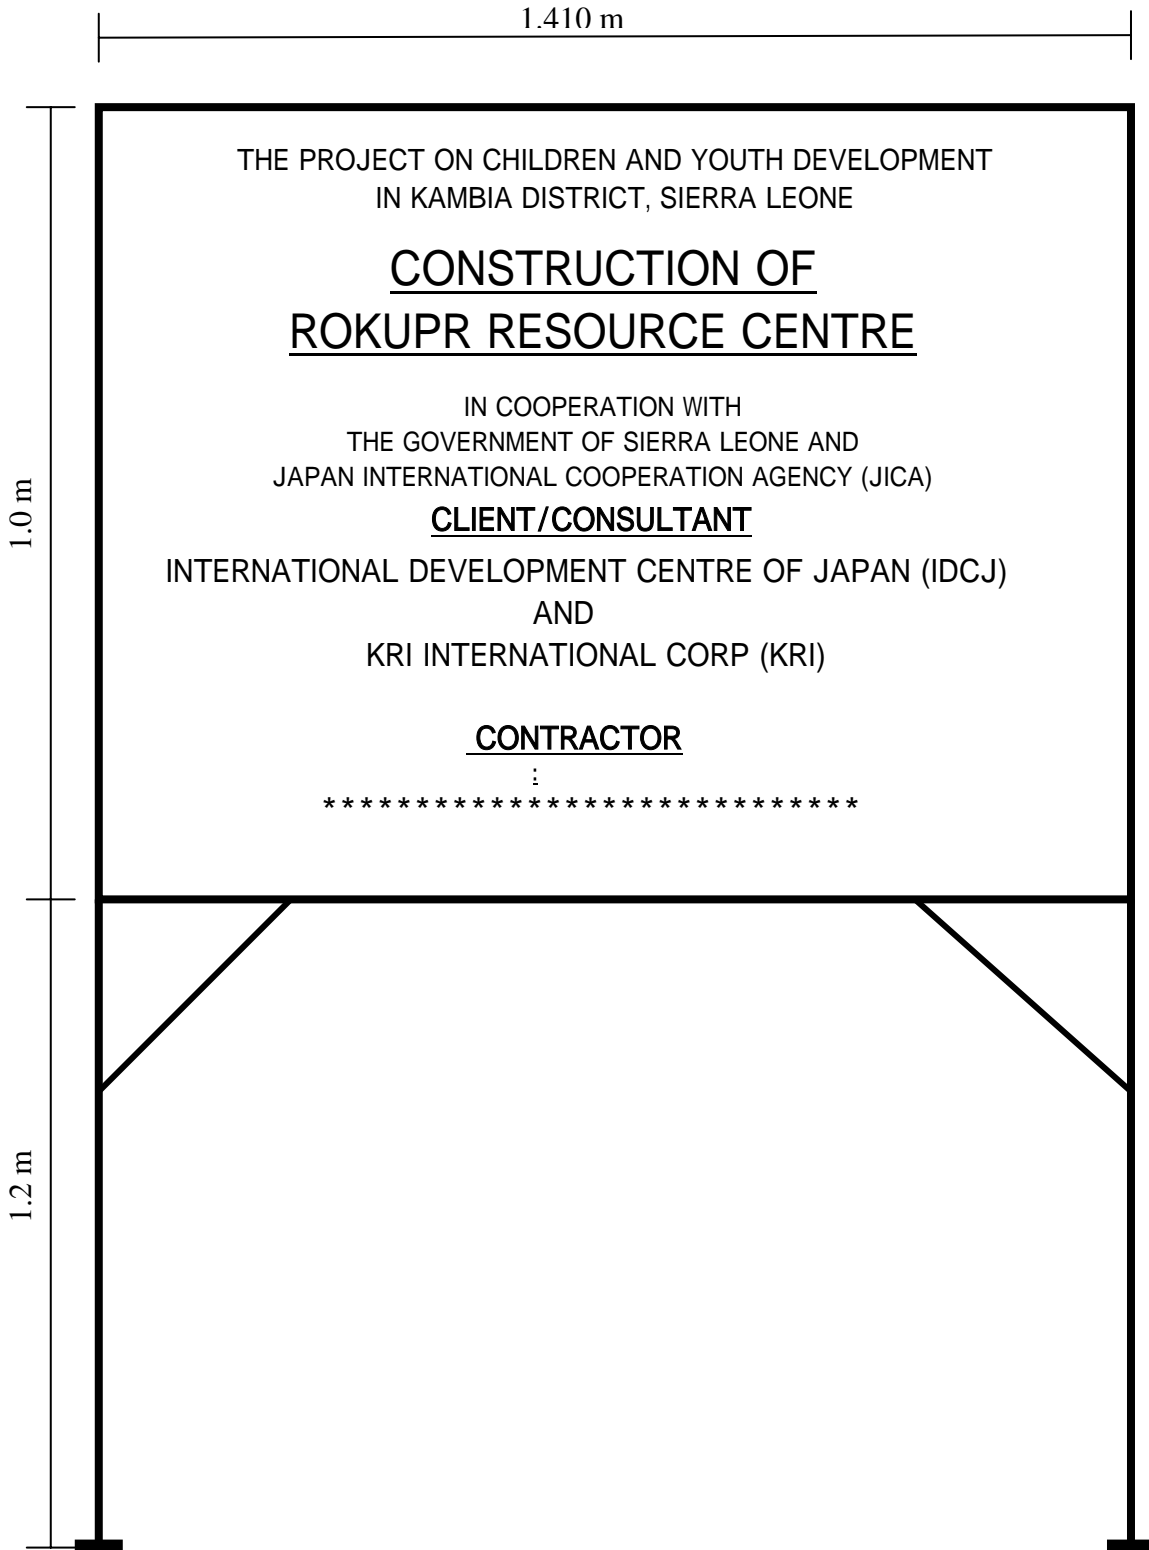 1.410 m
THE PROJECT ON CHILDREN AND YOUTH DEVELOPMENT
IN KAMBIA DISTRICT, SIERRA LEONE
CONSTRUCTION OF
ROKUPR RESOURCE CENTRE
IN COOPERATION WITH
THE GOVERNMENT OF SIERRA LEONE AND
JAPAN INTERNATIONAL COOPERATION AGENCY (JICA)
1.0 m
CLIENT/CONSULTANT
INTERNATIONAL DEVELOPMENT CENTRE OF JAPAN (IDCJ)
AND
KRI INTERNATIONAL CORP (KRI)
CONTRACTOR
:
*****************************
1.2 m